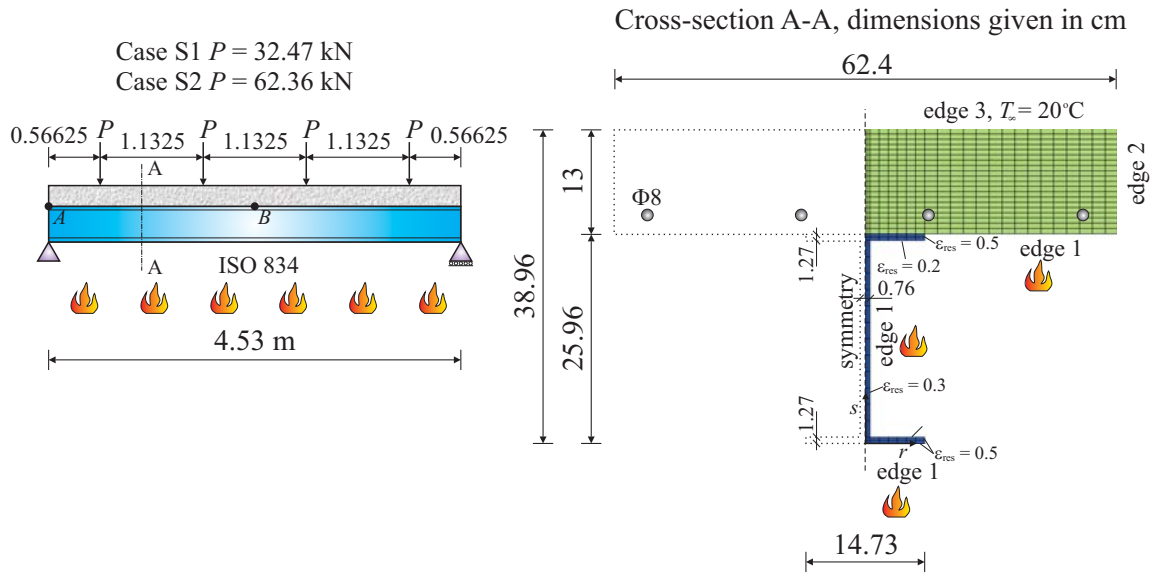 Cross-section A-A, dimensions given in cm
Case S1 P = 32.47 kN
Case S2 P = 62.36 kN
62.4
edge 3, T∞ = 20°C
0.56625 P 1.1325 P 1.1325 P 1.1325 P 0.56625
A
edge 2
13
Φ8
A B
εres = 0.5
edge 1
εres = 0.2
1.27
A
ISO 834
38.96
25.96
symmetry
0.76
edge 1
4.53 m
εres = 0.3
s
1.27
r
εres = 0.5
edge 1
14.73